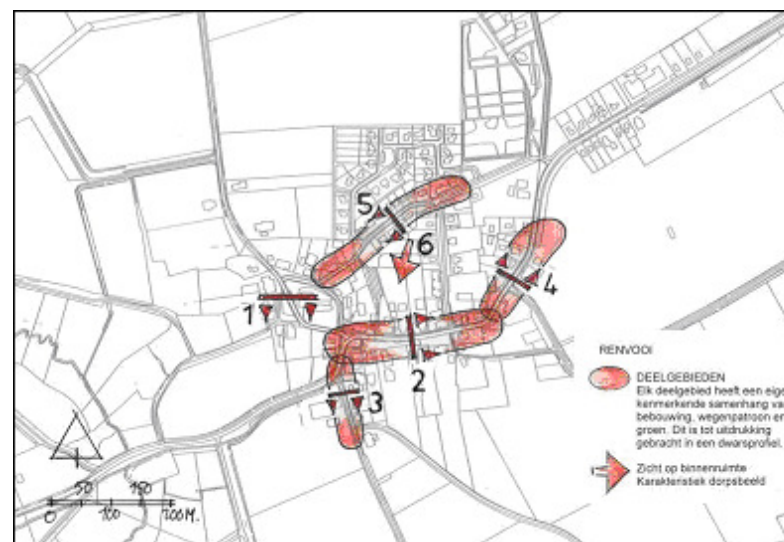 5
6
1
4
2
3
RENVOOI
DEELGEBIEDEN
Elk deelgebied heeft een eige
kenmerkende samenhang va
bebouwing, wegenpatroon en
groen. Dit is tot uitdrukking
gebracht in een dwarsprofiel.
Zicht op binnenruimte
Karakteristiek dorpsbeeld
50 150
0 100 200M.